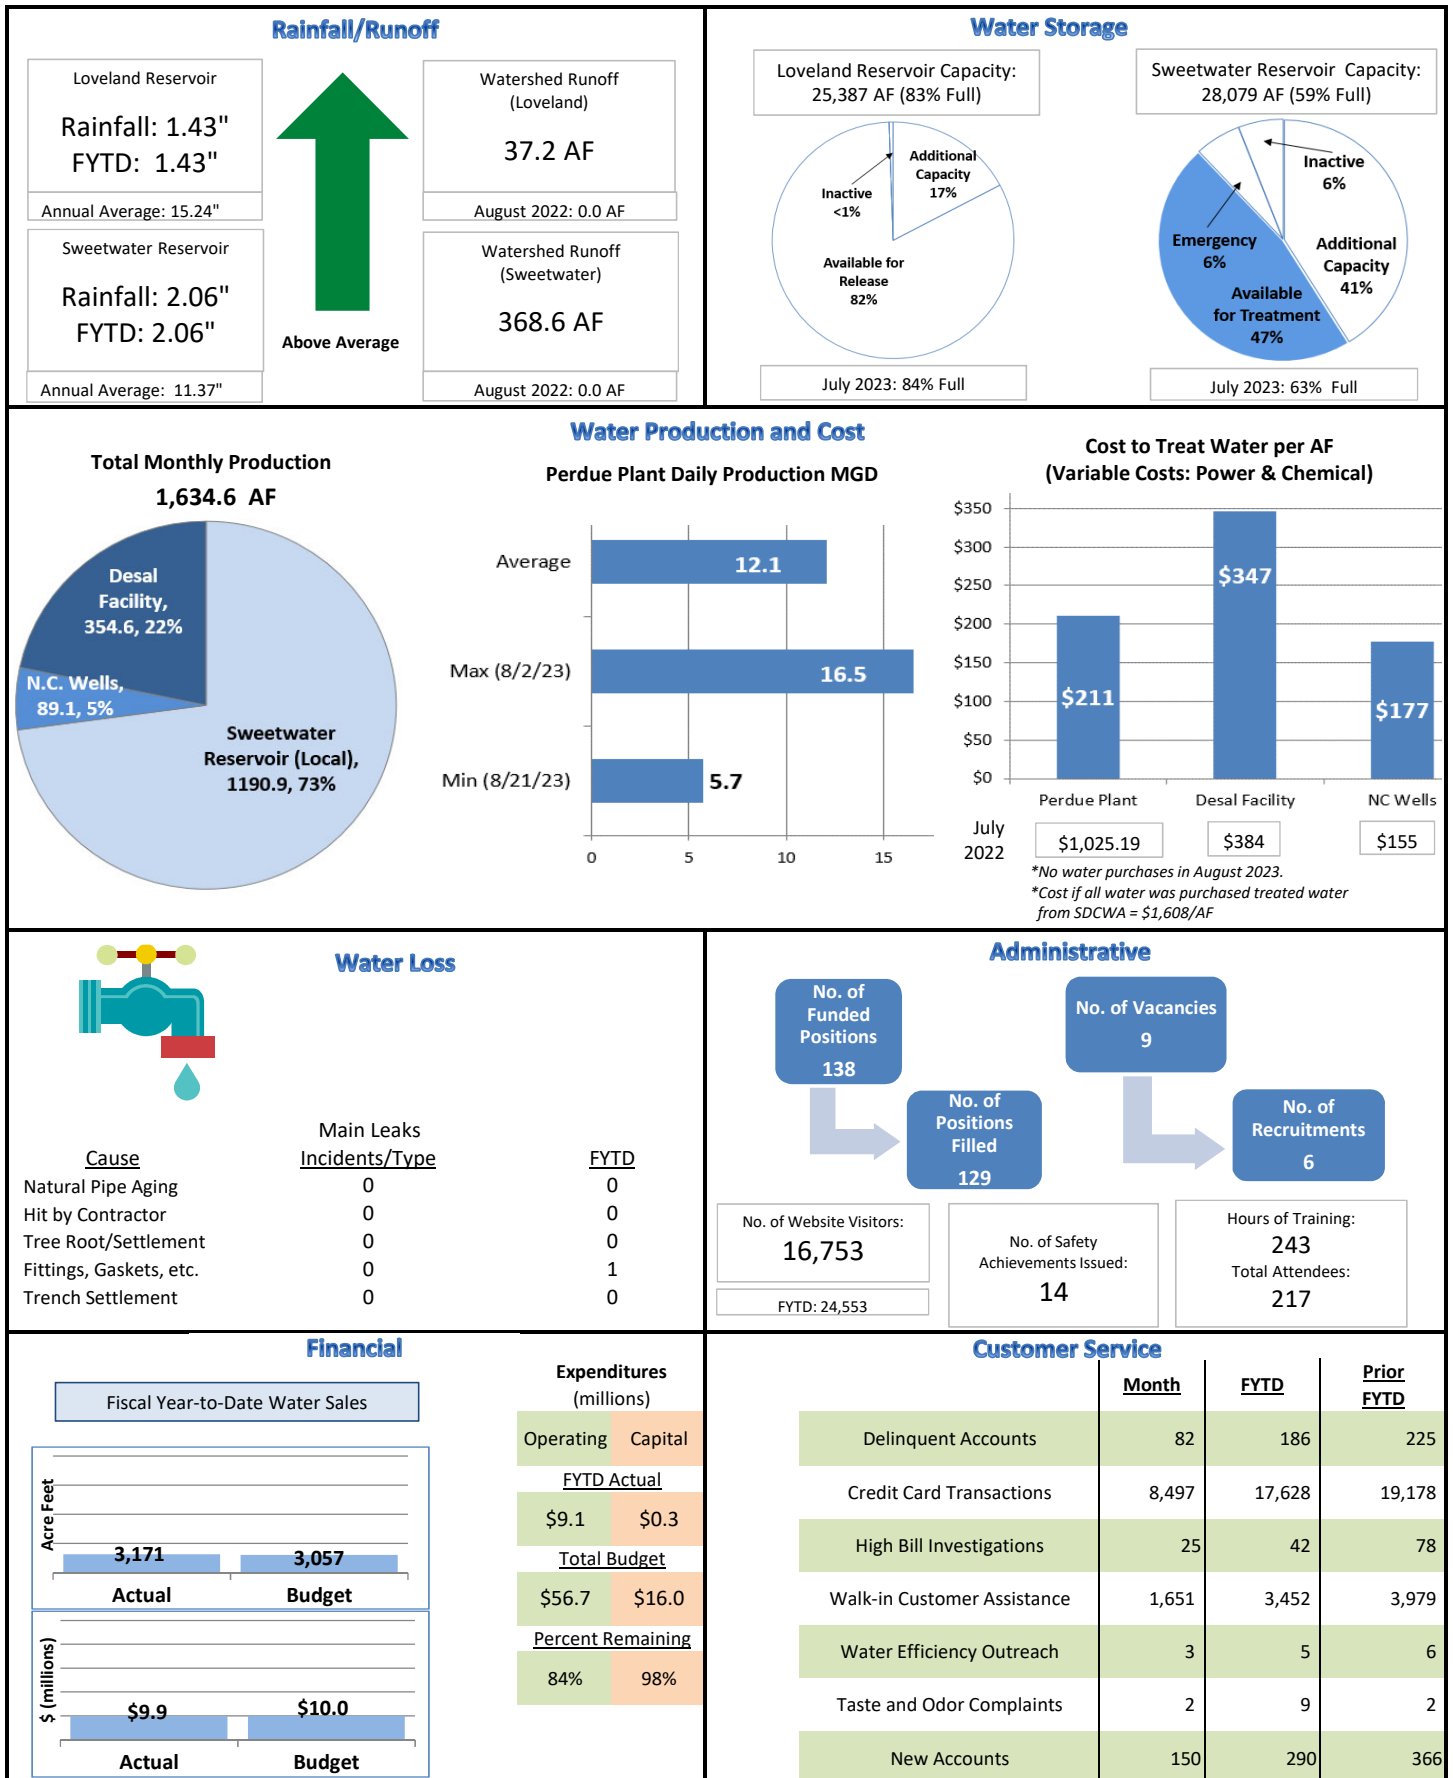 Rainfall/Runoff
Loveland Reservoir
Rainfall: 1.43"
FYTD: 1.43"
Annual Average: 15.24"
Sweetwater Reservoir
Rainfall: 2.06"
FYTD: 2.06"
Annual Average: 11.37"
Above Average
Watershed Runoff
(Loveland)
37.2 AF
August 2022: 0.0 AF
Watershed Runoff
(Sweetwater)
368.6 AF
August 2022: 0.0 AF
Water Storage
Loveland Reservoir Capacity:
25,387 AF (83% Full)
Additional
Capacity
17%
Inactive
<1%
Available for
Release
82%
July 2023: 84% Full
Sweetwater Reservoir Capacity:
28,079 AF (59% Full)
Inactive
6%
Emergency
6%
Additional
Capacity
41%
Available
for Treatment
47%
July 2023: 63% Full
Water Production and Cost
Total Monthly Production
1,634.6 AF
Desal
Facility,
354.6, 22%
N.C. Wells,
89.1, 5%
Sweetwater
Reservoir (Local),
1190.9, 73%
Perdue Plant Daily Production MGD
Average
12.1
Max (8/2/23)
16.5
Min (8/21/23)
5.7
0 5 10 15
Cost to Treat Water per AF
(Variable Costs: Power & Chemical)
$350
$300
$250
$200
$150
$100
$50
$0
$211
$347
$177
Perdue Plant Desal Facility NC Wells
July
2022
$1,025.19 $384 $155
*No water purchases in August 2023.
*Cost if all water was purchased treated water
from SDCWA = $1,608/AF
Water Loss
Main Leaks
Cause Incidents/Type FYTD
Natural Pipe Aging 0 0
Hit by Contractor 0 0
Tree Root/Settlement 0 0
Fittings, Gaskets, etc. 0 1
Trench Settlement 0 0
Administrative
No. of
Funded
Positions
138
No. of
Positions
Filled
129
No. of Vacancies
9
No. of
Recruitments
6
No. of Website Visitors:
16,753
FYTD: 24,553
No. of Safety
Achievements Issued:
14
Hours of Training:
243
Total Attendees:
217
Financial
Fiscal Year-to-Date Water Sales
Acre Feet
3,171 3,057
Actual Budget
$ (millions)
$9.9 $10.0
Actual Budget
Expenditures
(millions)
Operating Capital
FYTD Actual
$9.1 $0.3
Total Budget
$56.7 $16.0
Percent Remaining
84% 98%
Customer Service
Month FYTD Prior
FYTD
Delinquent Accounts 82 186 225
Credit Card Transactions 8,497 17,628 19,178
High Bill Investigations 25 42 78
Walk-in Customer Assistance 1,651 3,452 3,979
Water Efficiency Outreach 3 5 6
Taste and Odor Complaints 2 9 2
New Accounts 150 290 366